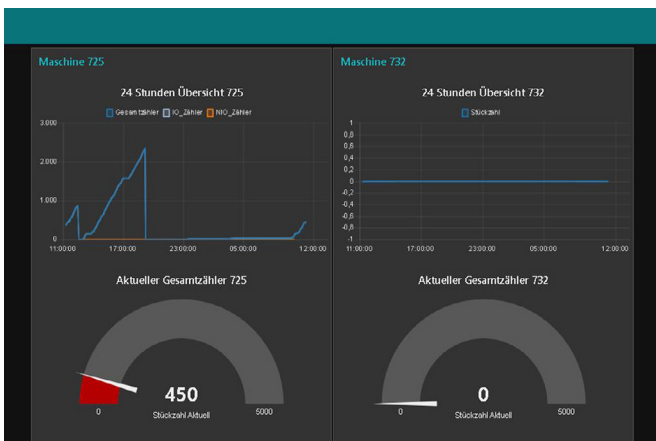 Maschine 725
24 Stunden Übersicht 725
Gesamtzähler IO_Zähler NIO_Zähler
3.000
2.000
1.000
0
11:00:00 17:00:00 23:00:00 05:00:00 12:00:00
Aktueller Gesamtzähler 725
450
0 Stückzahl Aktuell 5000
Maschine 732
24 Stunden Übersicht 732
Stückzahl
1
0,8
0,6
0,4
0,2
0
-0,2
-0,4
-0,6
-0,8
-1
11:00:00 17:00:00 23:00:00 05:00:00 12:00:00
Aktueller Gesamtzähler 732
0
0 Stückzahl Aktuell 5000